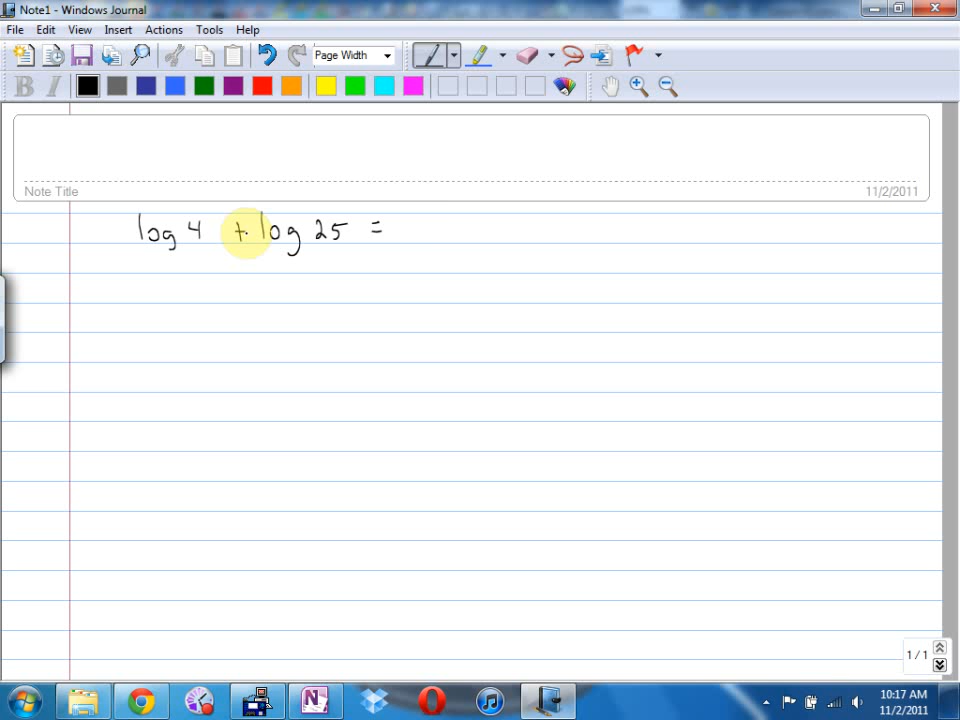 Note1 - Windows Journal
File Edit View Insert Actions Tools Help
Page Width
B I
Note Title 11/2/2011
log 4 + log 25 =
1 / 1
N
10:17 AM
11/2/2011